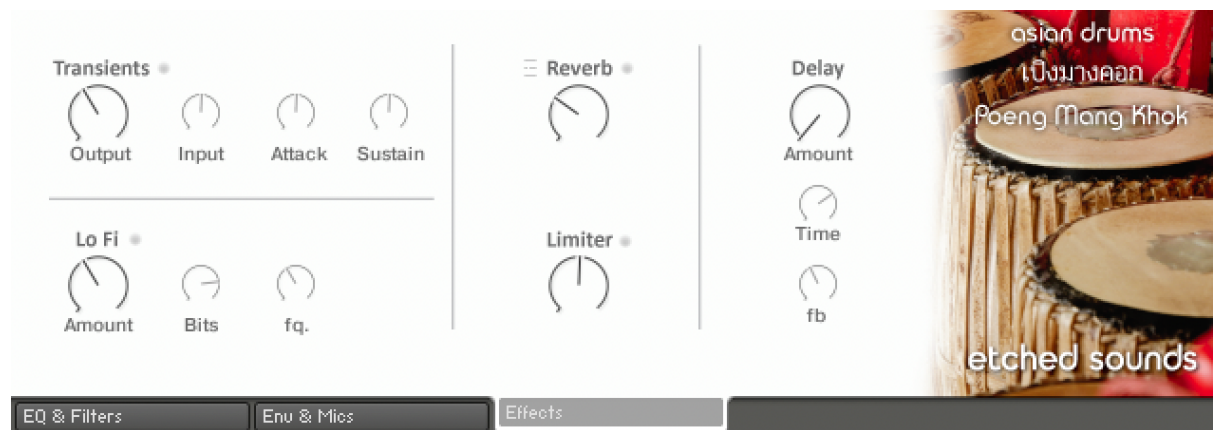 Transients
Output
Input
Attack
Sustain
Lo Fi
Amount
Bits
fq.
Reverb
Limiter
Delay
Amount
Time
fb
asian drums
เปิงมางคอก
Poeng Mang Khok
etched sounds
EQ & Filters
Env & Mics
Effects